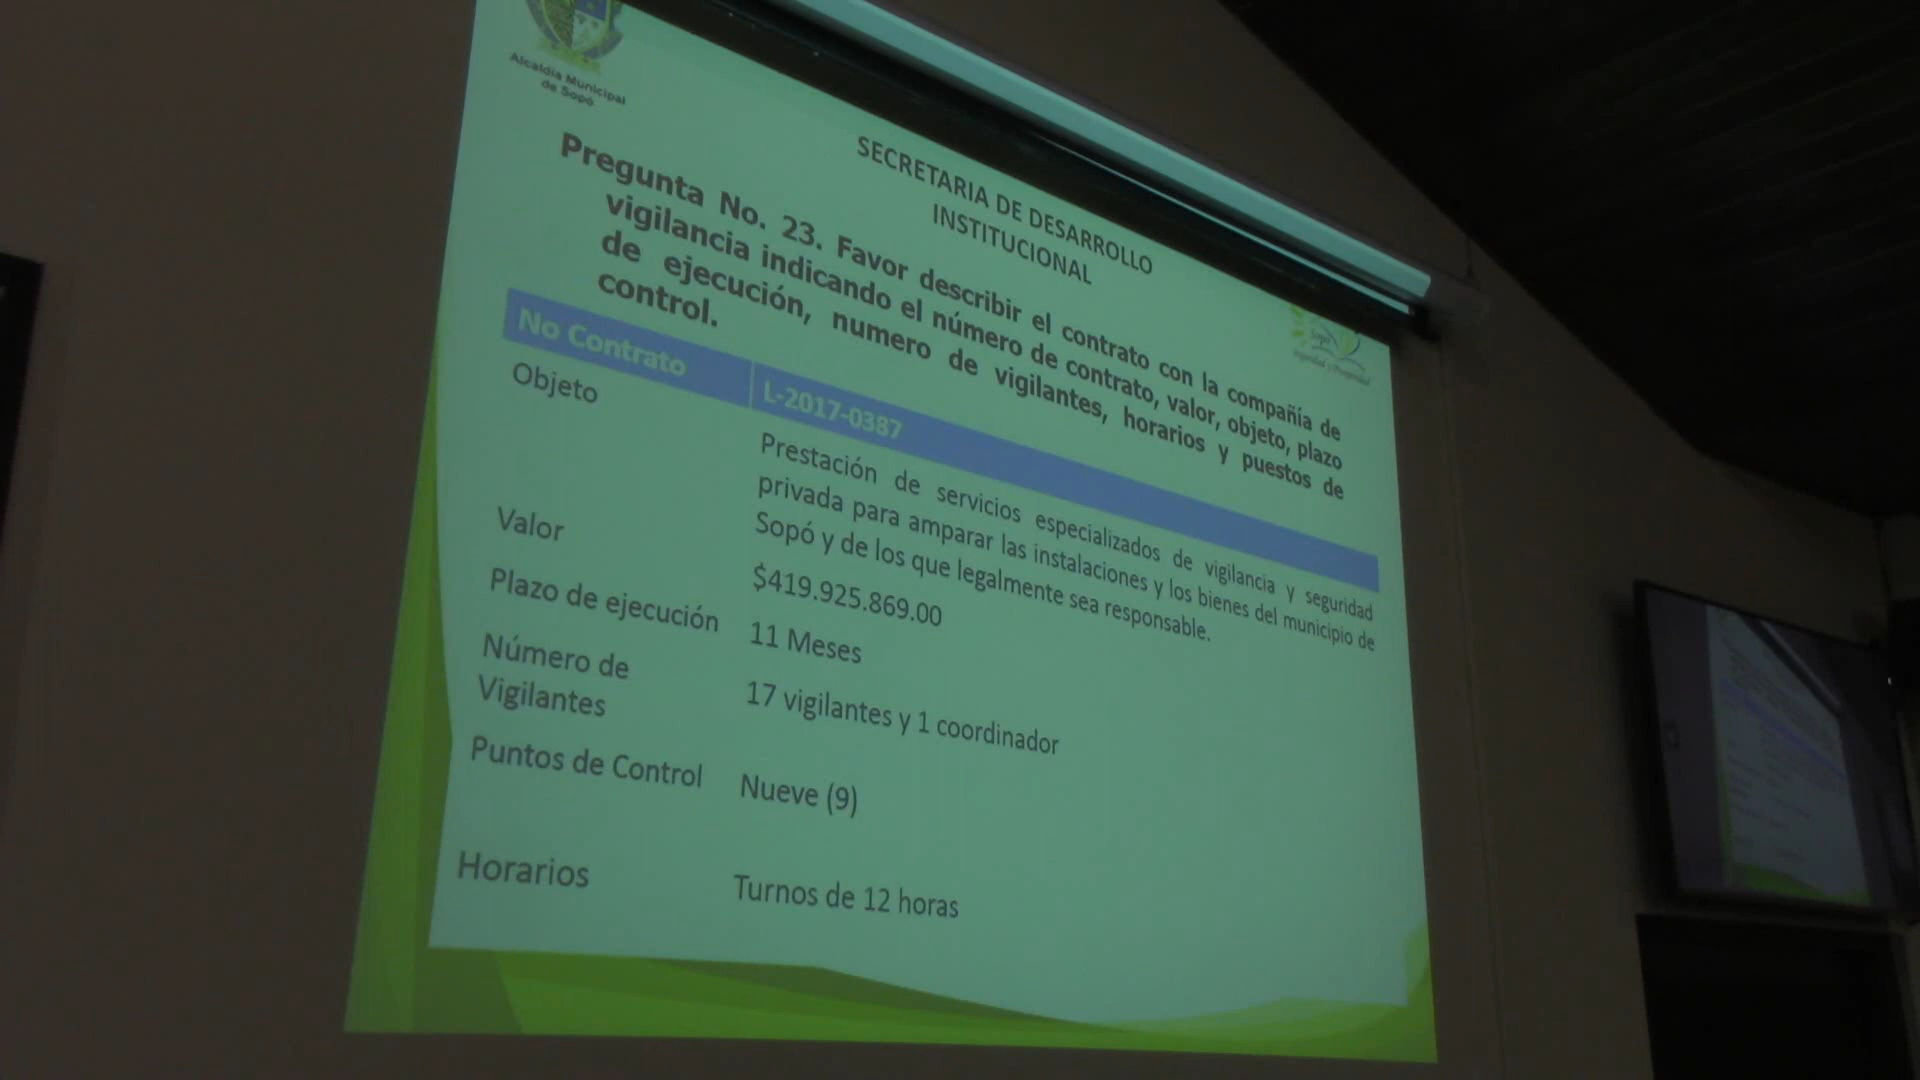 Alcaldía Municipal
de Sopó
SECRETARIA DE DESARROLLO
INSTITUCIONAL
Pregunta No. 23. Favor describir el contrato con la compañía de
vigilancia indicando el número de contrato, valor, objeto, plazo
de ejecución, numero de vigilantes, horarios y puestos de
control.
Sopó
No Contrato
L-2017-0387
Objeto
Prestación de servicios especializados de vigilancia y seguridad
privada para amparar las instalaciones y los bienes del municipio de
Sopó y de los que legalmente sea responsable.
Valor
$419.925.869.00
Plazo de ejecución
11 Meses
Número de
Vigilantes
17 vigilantes y 1 coordinador
Puntos de Control
Nueve (9)
Horarios
Turnos de 12 horas